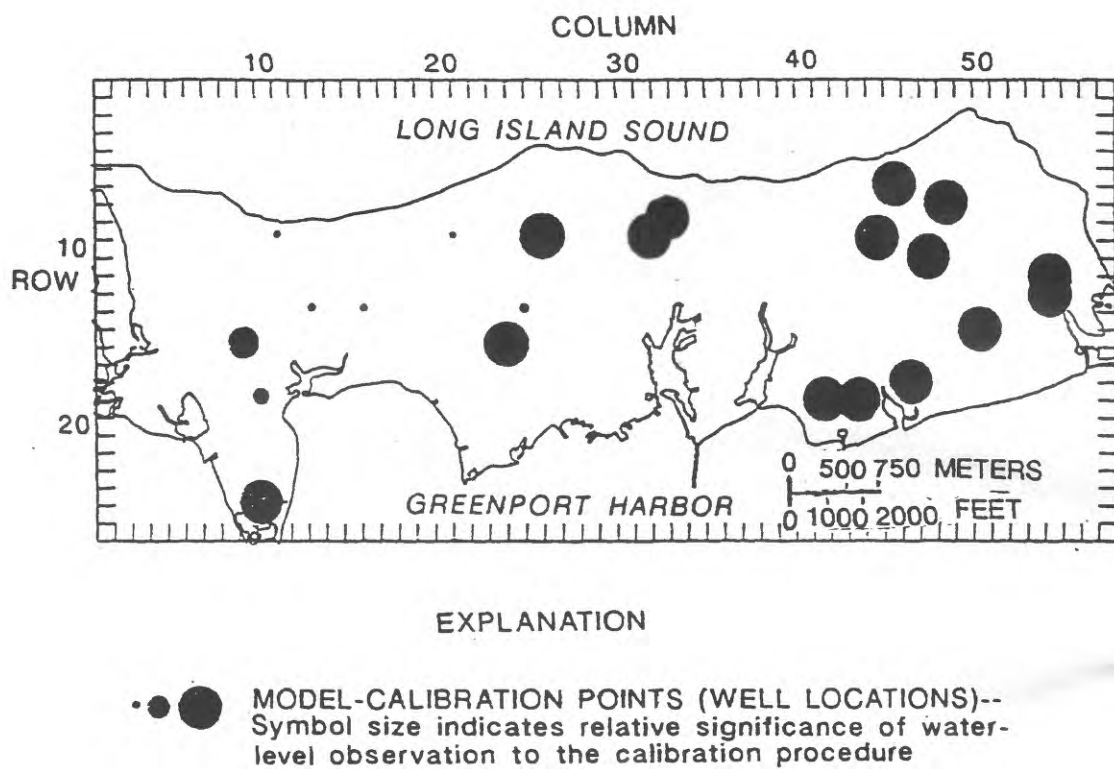 COLUMN
10 20 30 40 50
LONG ISLAND SOUND
10
ROW
20
0 500 750 METERS
GREENPORT HARBOR
0 1000 2000 FEET
EXPLANATION
MODEL-CALIBRATION POINTS (WELL LOCATIONS)--
Symbol size indicates relative significance of water-
level observation to the calibration procedure